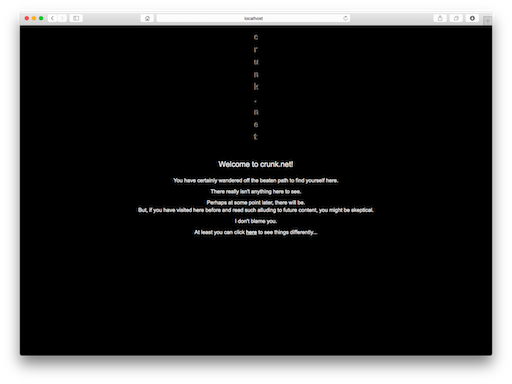 localhost
c
r
u
n
k
.
n
e
t
Welcome to crunk.net!
You have certainly wandered off the beaten path to find yourself here.
There really isn't anything here to see.
Perhaps at some point later, there will be.
But, if you have visited here before and read such alluding to future content, you might be skeptical.
I don't blame you.
At least you can click here to see things differently...